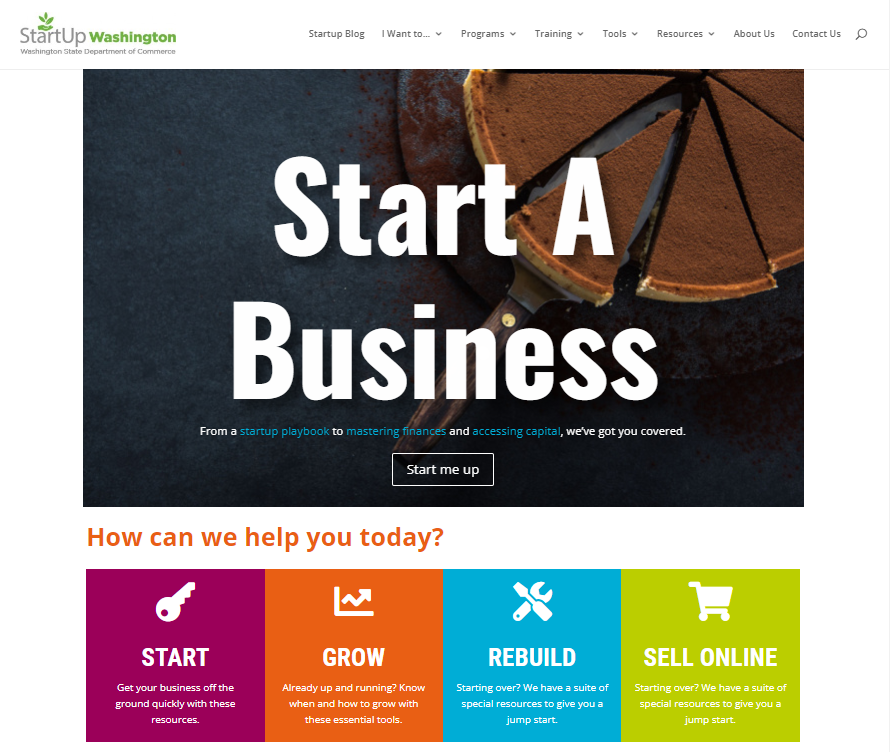 StartUp Washington
Washington State Department of Commerce
Startup Blog
I Want to...
Programs
Training
Tools
Resources
About Us
Contact Us
Start A
Business
From a startup playbook to mastering finances and accessing capital, we've got you covered.
Start me up
How can we help you today?
START
Get your business off the
ground quickly with these
resources.
GROW
Already up and running? Know
when and how to grow with
these essential tools.
REBUILD
Starting over? We have a suite of
special resources to give you a
jump start.
SELL ONLINE
Starting over? We have a suite of
special resources to give you a
jump start.